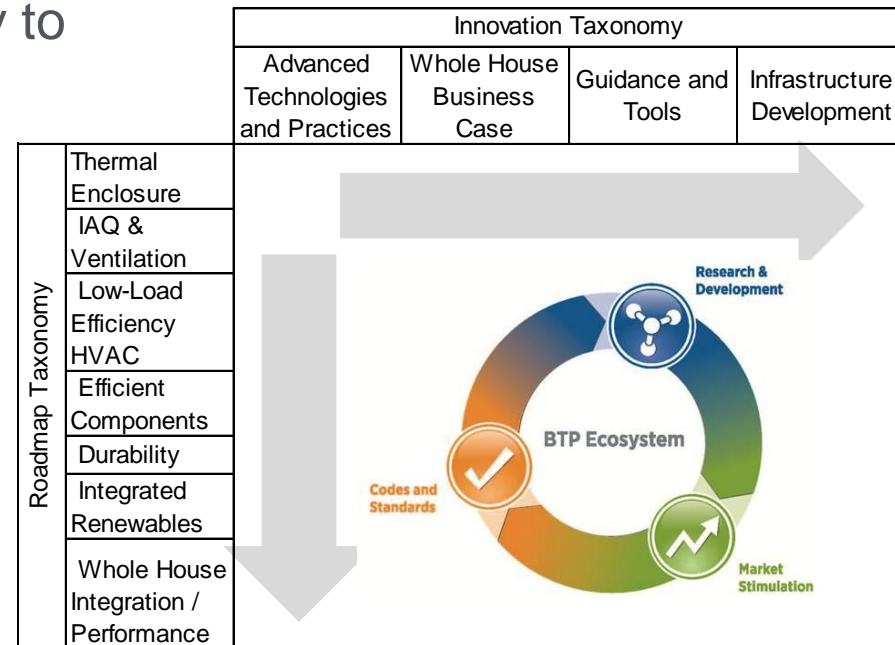 y to
Innovation Taxonomy
Advanced
Technologies
and Practices
Whole House
Business
Case
Guidance and
Tools
Infrastructure
Development
Roadmap Taxonomy
Thermal
Enclosure
IAQ &
Ventilation
Low-Load
Efficiency
HVAC
Efficient
Components
Durability
Integrated
Renewables
Whole House
Integration /
Performance
Research &
Development
BTP Ecosystem
Codes and
Standards
Market
Stimulation